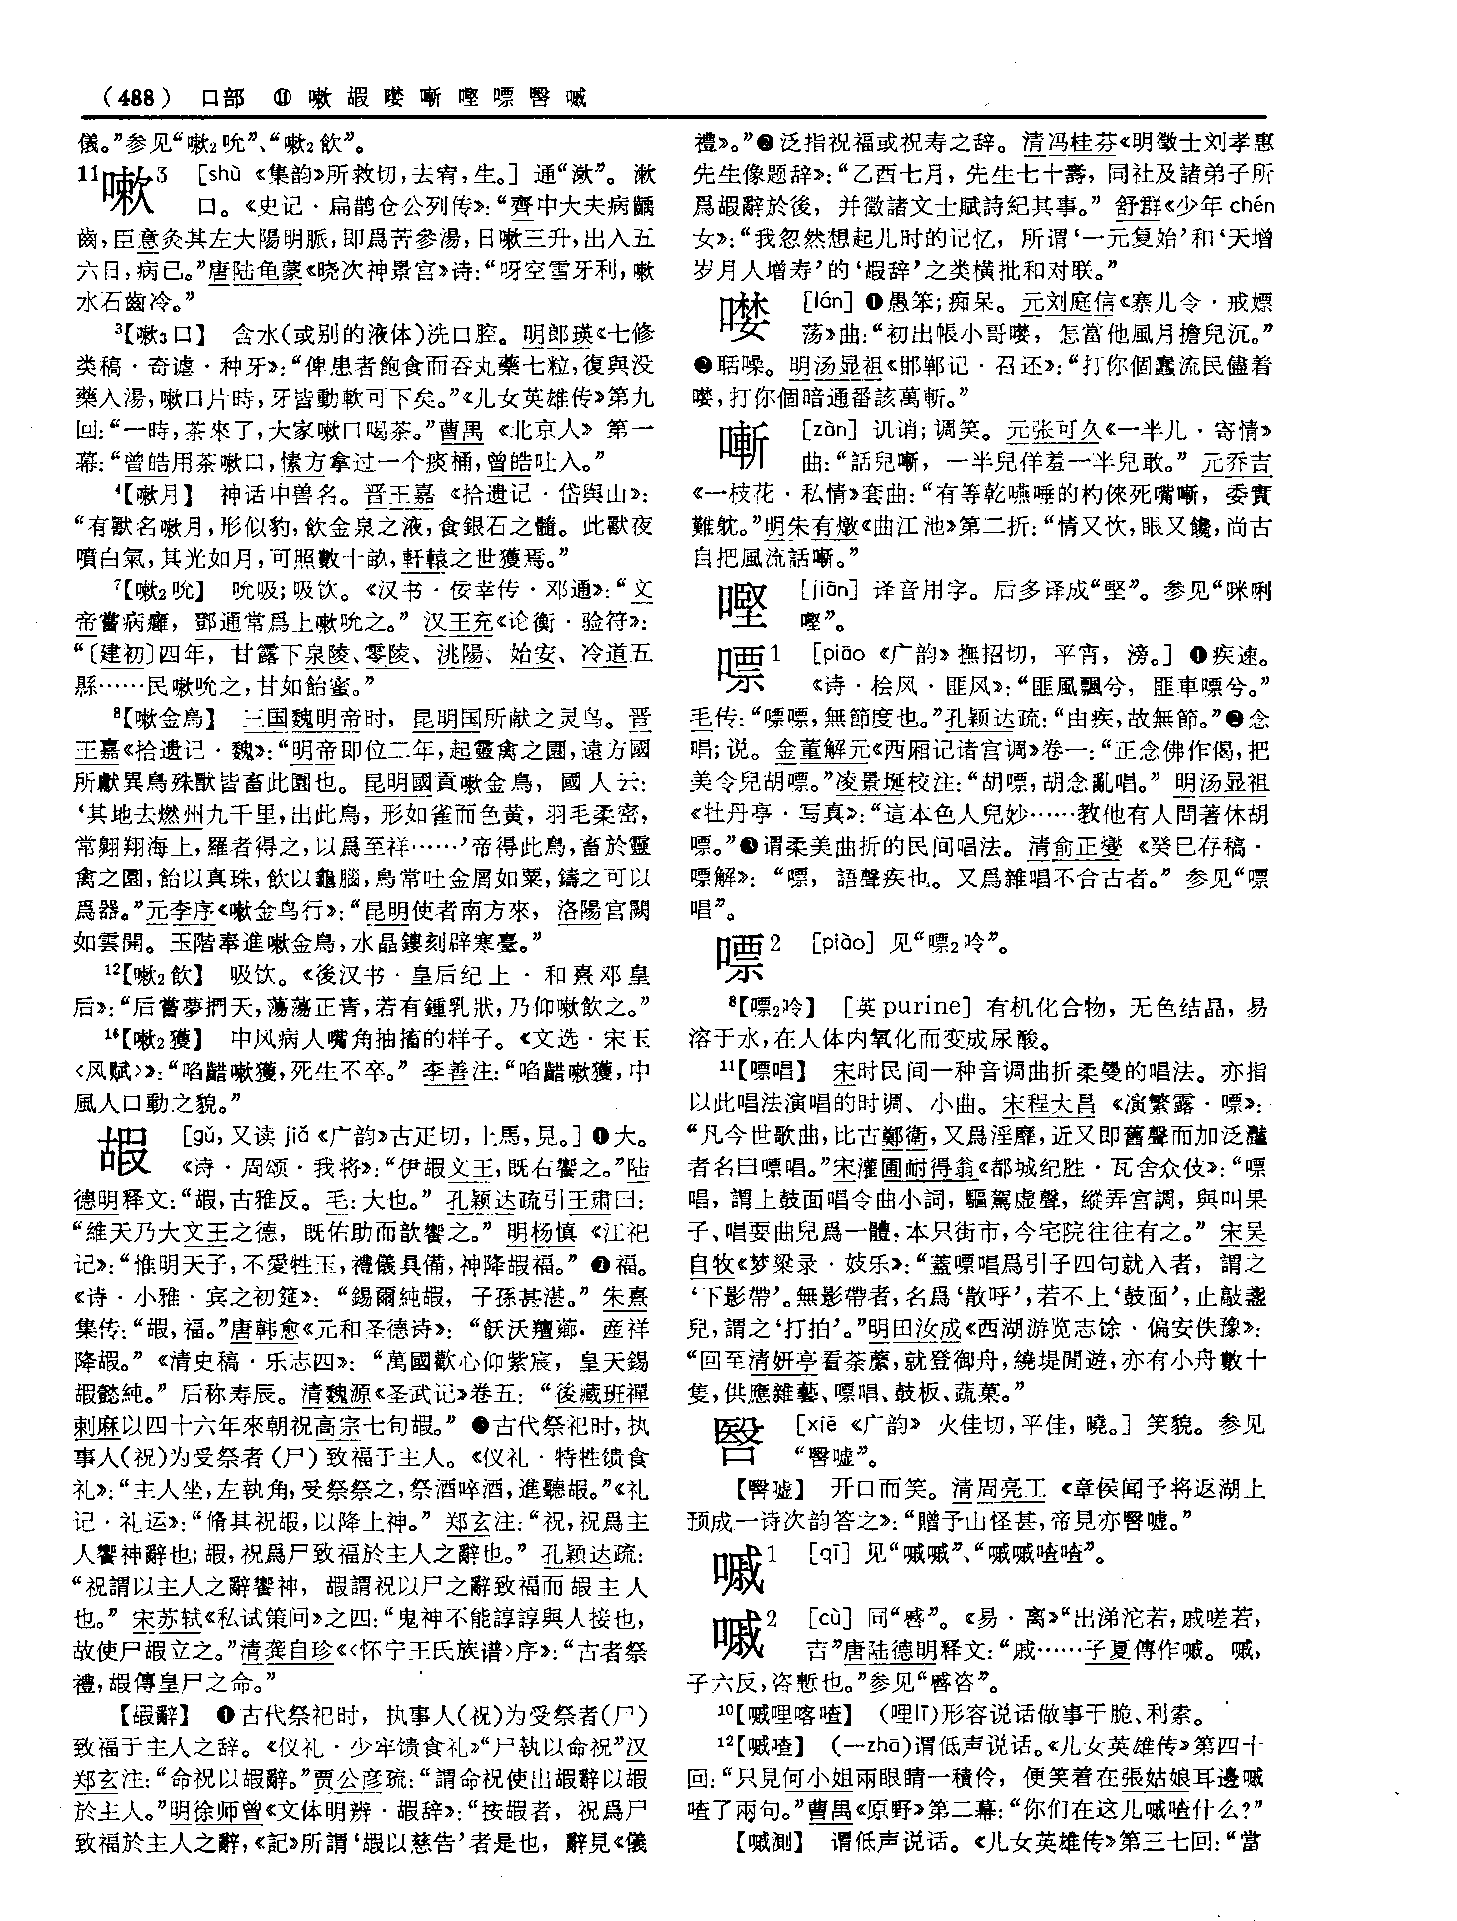 （488） 口部 ⑪ 嗽 嘏 㗲 嘶 㗴 嘌 嘼 嘁
儀。”参见“嗽₂吮”、“嗽₂飲”。
11嗽3 [shù《集韵》所救切，去宥，生。] 通“漱”。漱
口。《史记·扁鹊仓公列传》：“齊中大夫病齲
齒，臣意灸其左大陽明脈，即爲苦參湯，日嗽三升，出入五
六日，病已。”唐陆龟蒙《晓次神景宫》诗：“呀空雪牙利，嗽
水石齒冷。”
³【嗽₃口】 含水（或别的液体）洗口腔。明郎瑛《七修
类稿·奇谑·种牙》：“俾患者飽食而吞丸藥七粒，復與没
藥入湯，嗽口片時，牙皆動軟可下矣。”《儿女英雄传》第九
回：“一時，茶來了，大家嗽口喝茶。”曹禺《北京人》第一
幕：“曾皓用茶嗽口，愫方拿过一个痰桶，曾皓吐入。”
⁴【嗽月】 神话中兽名。晋王嘉《拾遗记·岱舆山》：
“有獸名嗽月，形似豹，飲金泉之液，食銀石之髓。此獸夜
噴白氣，其光如月，可照數十畝，軒轅之世獲焉。”
⁷【嗽₂吮】 吮吸；吸饮。《汉书·佞幸传·邓通》：“文
帝嘗病癰，鄧通常爲上嗽吮之。”汉王充《论衡·验符》：
“〔建初〕四年，甘露下泉陵、零陵、洮陽、始安、冷道五
縣……民嗽吮之，甘如飴蜜。”
⁸【嗽金鳥】 三国魏明帝时，昆明国所献之灵鸟。晋
王嘉《拾遗记·魏》：“明帝即位二年，起靈禽之園，遠方國
所獻異鳥殊獸皆畜此園也。昆明國貢嗽金鳥，國人云：
‘其地去燃州九千里，出此鳥，形如雀而色黄，羽毛柔密，
常翱翔海上，羅者得之，以爲至祥……’帝得此鳥，畜於靈
禽之園，飴以真珠，飲以龜腦，鳥常吐金屑如粟，鑄之可以
爲器。”元李序《嗽金鸟行》：“昆明使者南方來，洛陽宫闕
如雲開。玉階奉進嗽金鳥，水晶鏤刻辟寒臺。”
¹²【嗽₂飲】 吸饮。《後汉书·皇后纪上·和熹邓皇
后》：“后嘗夢捫天，蕩蕩正青，若有鍾乳狀，乃仰嗽飲之。”
¹⁶【嗽₂獲】 中风病人嘴角抽搐的样子。《文选·宋玉
〈风赋〉》：“啗齰嗽獲，死生不卒。”李善注：“啗齰嗽獲，中
風人口動之貌。”
嘏 [gǔ，又读jiǎ《广韵》古疋切，上馬，見。] ❶大。
《诗·周颂·我将》：“伊嘏文王，既右饗之。”陆
德明释文：“嘏，古雅反。毛：大也。”孔颖达疏引王肃曰：
“維天乃大文王之德，既佑助而歆饗之。”明杨慎《江祀
记》：“惟明天子，不愛牲玉，禮儀具備，神降嘏福。”❷福。
《诗·小雅·宾之初筵》：“錫爾純嘏，子孫甚湛。”朱熹
集传：“嘏，福。”唐韩愈《元和圣德诗》：“飫沃羶薌，産祥
降嘏。”《清史稿·乐志四》：“萬國歡心仰紫宸，皇天錫
嘏懿純。”后称寿辰。清魏源《圣武记》卷五：“後藏班禪
剌麻以四十六年來朝祝高宗七旬嘏。”❸古代祭祀时，执
事人（祝）为受祭者（尸）致福于主人。《仪礼·特牲馈食
礼》：“主人坐，左執角，受祭祭之，祭酒啐酒，進聽嘏。”《礼
记·礼运》：“脩其祝嘏，以降上神。”郑玄注：“祝，祝爲主
人饗神辭也；嘏，祝爲尸致福於主人之辭也。”孔颖达疏：
“祝謂以主人之辭饗神，嘏謂祝以尸之辭致福而嘏主人
也。”宋苏轼《私试策问》之四：“鬼神不能諄諄與人接也，
故使尸嘏立之。”清龚自珍《〈怀宁王氏族谱〉序》：“古者祭
禮，嘏傳皇尸之命。”
【嘏辭】 ❶古代祭祀时，执事人（祝）为受祭者（尸）
致福于主人之辞。《仪礼·少牢馈食礼》“尸執以命祝”汉
郑玄注：“命祝以嘏辭。”贾公彦疏：“謂命祝使出嘏辭以嘏
於主人。”明徐师曾《文体明辨·嘏辞》：“按嘏者，祝爲尸
致福於主人之辭，《記》所謂‘嘏以慈告’者是也，辭見《儀
禮》。”❷泛指祝福或祝寿之辞。清冯桂芬《明徵士刘孝惠
先生像题辞》：“乙酉七月，先生七十壽，同社及諸弟子所
爲嘏辭於後，并徵諸文士賦詩紀其事。”舒群《少年chén
女》：“我忽然想起儿时的记忆，所谓‘一元复始’和‘天增
岁月人增寿’的‘嘏辞’之类横批和对联。”
㗲 [lán] ❶愚笨；痴呆。元刘庭信《寨儿令·戒嫖
荡》曲：“初出帳小哥㗲，怎當他風月擔兒沉。”
❷聒噪。明汤显祖《邯郸记·召还》：“打你個蠢流民儘着
㗲，打你個暗通番該萬斬。”
嘶 [zàn] 讥诮；调笑。元张可久《一半儿·寄情》
曲：“話兒嘶，一半兒佯羞一半兒敢。”元乔吉
《一枝花·私情》套曲：“有等乾嚥唾的杓俫死嘴嘶，委實
難躭。”明朱有燉《曲江池》第二折：“情又忺，眼又饞，尚古
自把風流話嘶。”
㗴 [jiān] 译音用字。后多译成“堅”。参见“咪唎
㗴”。
嘌1 [piāo《广韵》撫招切，平宵，滂。] ❶疾速。
《诗·桧风·匪风》：“匪風飄兮，匪車嘌兮。”
毛传：“嘌嘌，無節度也。”孔颖达疏：“由疾，故無節。”❷念
唱；说。金董解元《西厢记诸宫调》卷一：“正念佛作偈，把
美令兒胡嘌。”凌景埏校注：“胡嘌，胡念亂唱。”明汤显祖
《牡丹亭·写真》：“這本色人兒妙……教他有人問著休胡
嘌。”❸谓柔美曲折的民间唱法。清俞正燮《癸巳存稿·
嘌解》：“嘌，語聲疾也。又爲雜唱不合古者。”参见“嘌
唱”。
嘌2 [piào] 见“嘌₂呤”。
⁸【嘌₂呤】 [英purine] 有机化合物，无色结晶，易
溶于水，在人体内氧化而变成尿酸。
¹¹【嘌唱】 宋时民间一种音调曲折柔曼的唱法。亦指
以此唱法演唱的时调、小曲。宋程大昌《演繁露·嘌》：
“凡今世歌曲，比古鄭衛，又爲淫靡，近又即舊聲而加泛灩
者名曰嘌唱。”宋灌圃耐得翁《都城纪胜·瓦舍众伎》：“嘌
唱，謂上鼓面唱令曲小詞，驅駕虚聲，縱弄宫調，與叫果
子、唱耍曲兒爲一體，本只街市，今宅院往往有之。”宋吴
自牧《梦粱录·妓乐》：“蓋嘌唱爲引子四句就入者，謂之
‘下影帶’。無影帶者，名爲‘散呼’，若不上‘鼓面’，止敲盞
兒，謂之‘打拍’。”明田汝成《西湖游览志馀·偏安佚豫》：
“回至清妍亭看荼蘼，就登御舟，繞堤閒遊，亦有小舟數十
隻，供應雜藝、嘌唱、鼓板、蔬菓。”
[xiē《广韵》火佳切，平佳，曉。] 笑貌。参见
嘘】 开口而笑。清周亮工《章侯闻予将返湖上
预成一诗次韵答之》：“贈予山怪甚，帝見亦 嘘。”
嘁1 [qī] 见“嘁嘁”、“嘁嘁喳喳”。
嘁2 [cù] 同“慼”。《易·离》“出涕沱若，戚嗟若，
吉”唐陆德明释文：“戚……子夏傳作嘁。嘁，
子六反，咨慙也。”参见“慼咨”。
¹⁰【嘁哩喀喳】 （哩lī）形容说话做事干脆、利索。
¹²【嘁喳】 （—zhā）谓低声说话。《儿女英雄传》第四十
回：“只見何小姐兩眼睛一積伶，便笑着在張姑娘耳邊嘁
喳了兩句。”曹禺《原野》第二幕：“你们在这儿嘁喳什么？”
【嘁測】 谓低声说话。《儿女英雄传》第三七回：“當